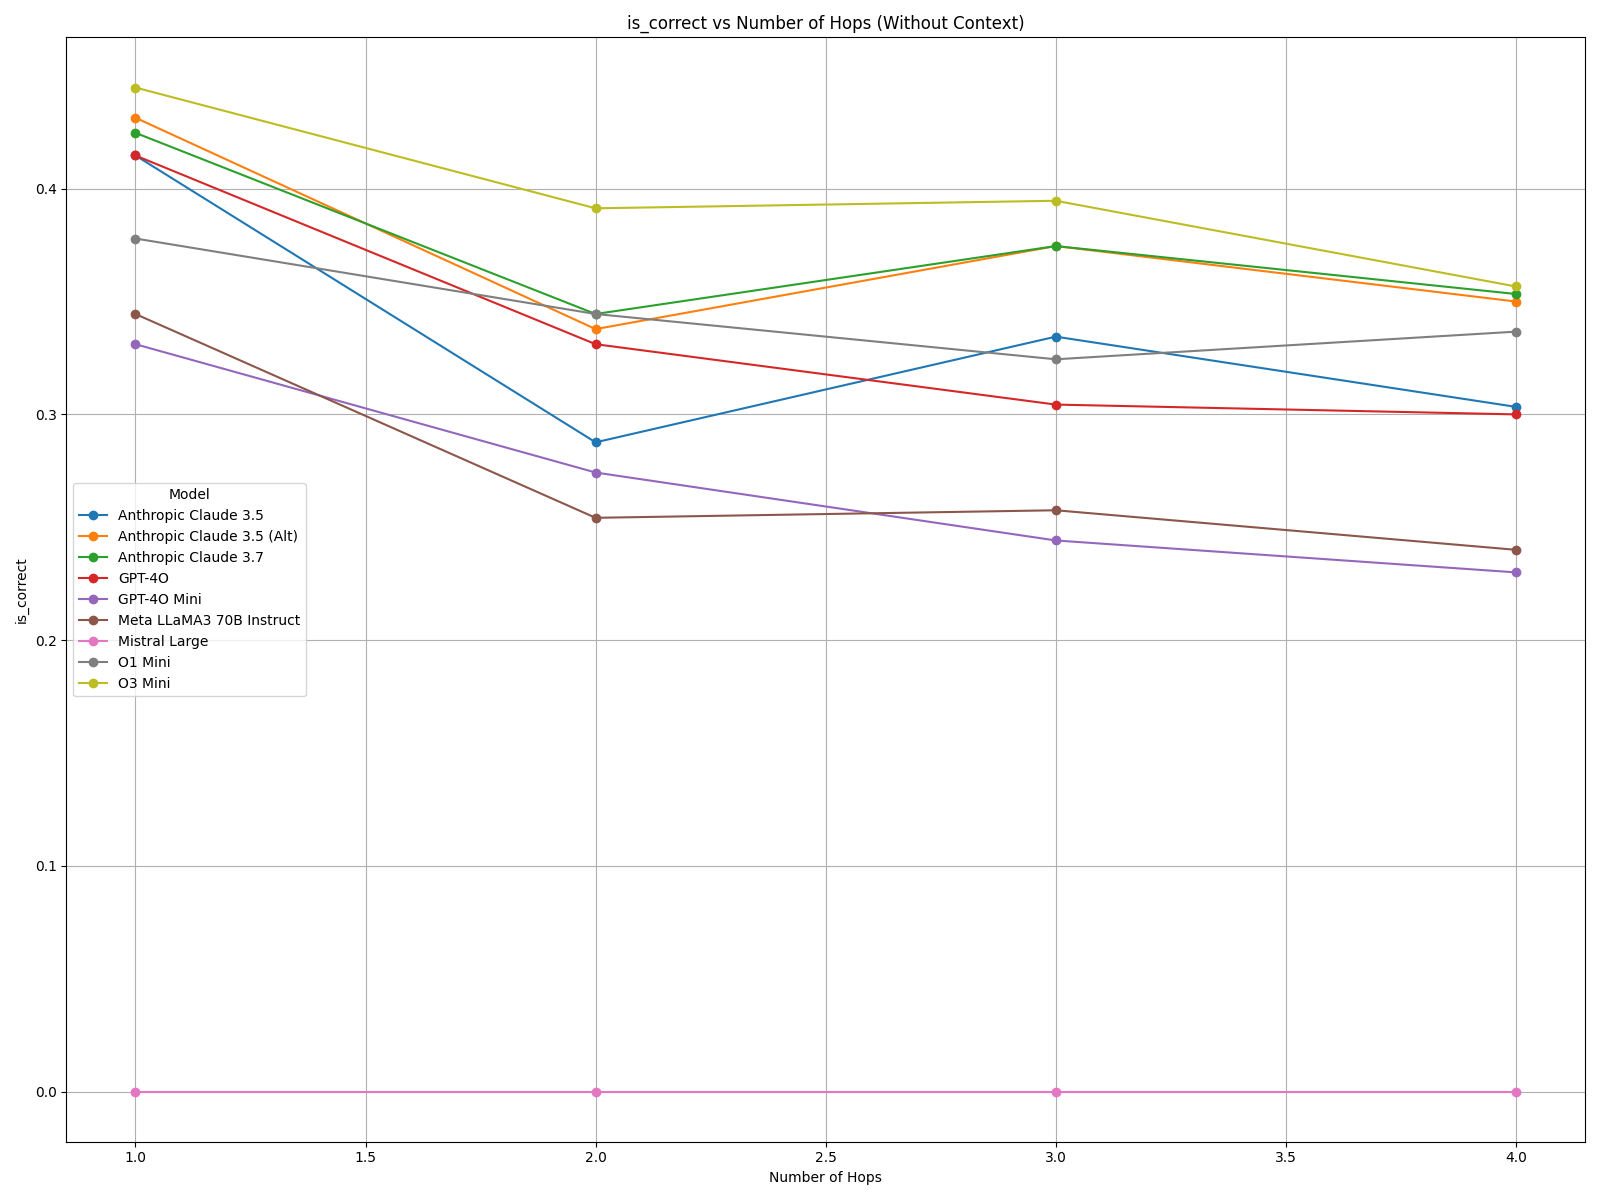 is_correct vs Number of Hops (Without Context)
0.4
0.3
0.2
0.1
0.0
is_correct
Model
Anthropic Claude 3.5
Anthropic Claude 3.5 (Alt)
Anthropic Claude 3.7
GPT-4O
GPT-4O Mini
Meta LLaMA3 70B Instruct
Mistral Large
O1 Mini
O3 Mini
1.0 1.5 2.0 2.5 3.0 3.5 4.0
Number of Hops